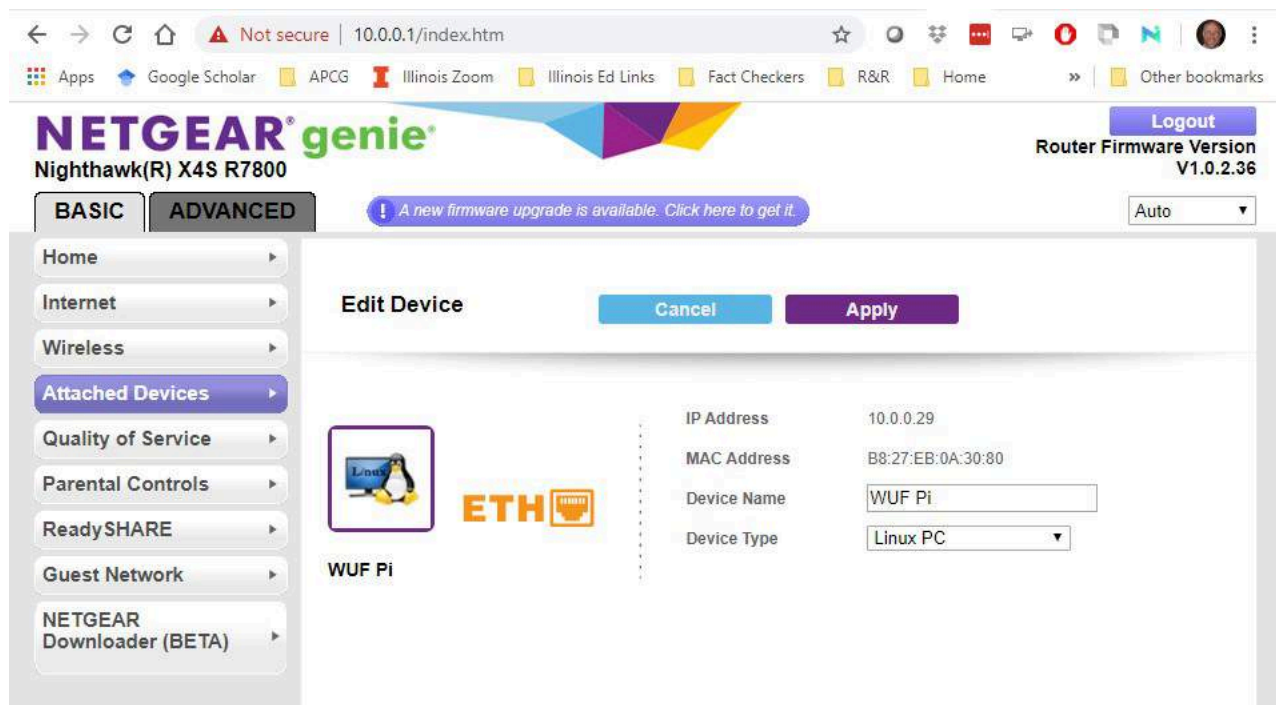 Not secure | 10.0.0.1/index.htm
Apps Google Scholar APCG Illinois Zoom Illinois Ed Links Fact Checkers R&R Home » Other bookmarks
NETGEAR® genie®
Nighthawk(R) X4S R7800
Logout
Router Firmware Version
V1.0.2.36
BASIC ADVANCED
! A new firmware upgrade is available. Click here to get it.
Auto
Home
Internet
Wireless
Attached Devices
Quality of Service
Parental Controls
ReadySHARE
Guest Network
NETGEAR
Downloader (BETA)
Edit Device
Cancel
Apply
Linux
ETH
WUF Pi
IP Address 10.0.0.29
MAC Address B8:27:EB:0A:30:80
Device Name WUF Pi
Device Type Linux PC